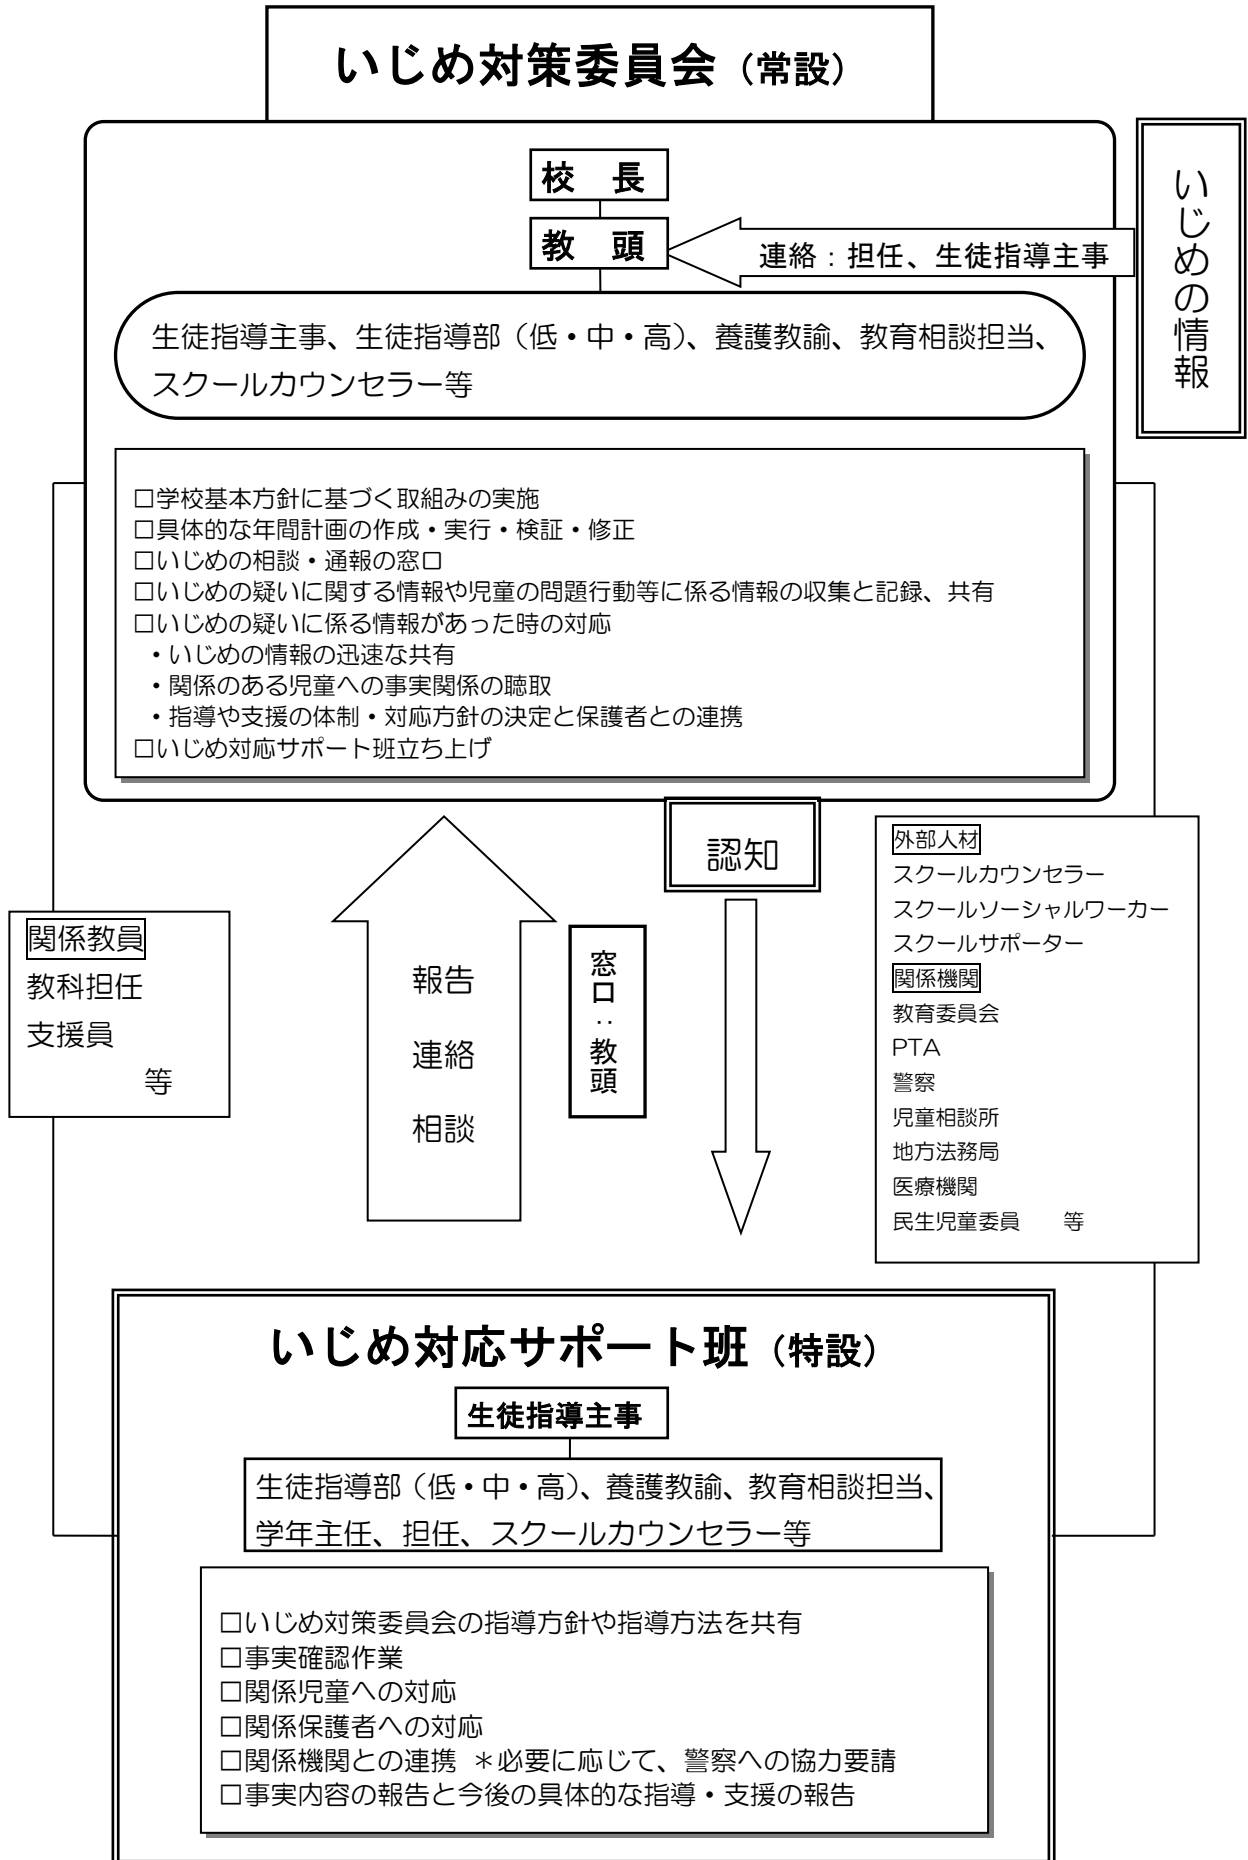 いじめ対策委員会（常設）
校　長
教　頭
連絡：担任、生徒指導主事
いじめの情報
生徒指導主事、生徒指導部（低・中・高）、養護教諭、教育相談担当、
スクールカウンセラー等
□学校基本方針に基づく取組みの実施
□具体的な年間計画の作成・実行・検証・修正
□いじめの相談・通報の窓口
□いじめの疑いに関する情報や児童の問題行動等に係る情報の収集と記録、共有
□いじめの疑いに係る情報があった時の対応
・いじめの情報の迅速な共有
・関係のある児童への事実関係の聴取
・指導や支援の体制・対応方針の決定と保護者との連携
□いじめ対応サポート班立ち上げ
認知
関係教員
教科担任
支援員
等
報告
連絡
相談
窓口：教頭
外部人材
スクールカウンセラー
スクールソーシャルワーカー
スクールサポーター
関係機関
教育委員会
PTA
警察
児童相談所
地方法務局
医療機関
民生児童委員　　等
いじめ対応サポート班（特設）
生徒指導主事
生徒指導部（低・中・高）、養護教諭、教育相談担当、
学年主任、担任、スクールカウンセラー等
□いじめ対策委員会の指導方針や指導方法を共有
□事実確認作業
□関係児童への対応
□関係保護者への対応
□関係機関との連携 ＊必要に応じて、警察への協力要請
□事実内容の報告と今後の具体的な指導・支援の報告